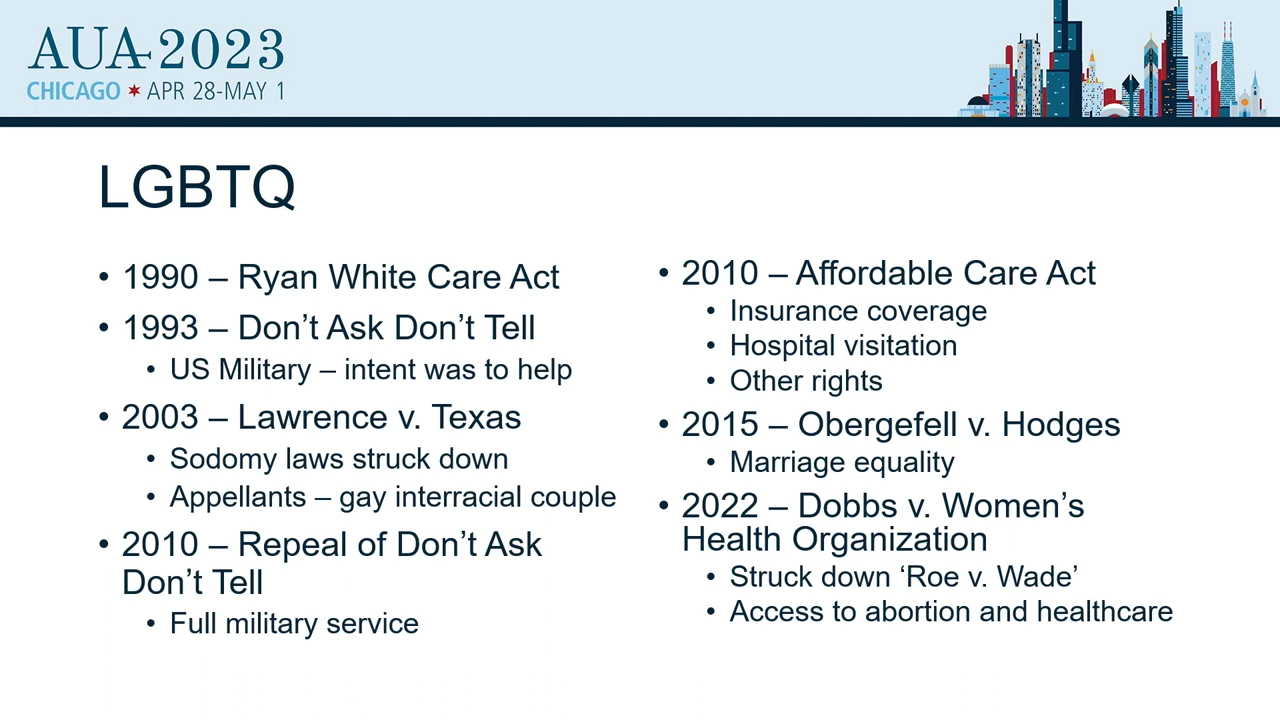 AUA 2023
CHICAGO ✶ APR 28-MAY 1
LGBTQ
• 1990 – Ryan White Care Act
• 1993 – Don’t Ask Don’t Tell
• US Military – intent was to help
• 2003 – Lawrence v. Texas
• Sodomy laws struck down
• Appellants – gay interracial couple
• 2010 – Repeal of Don’t Ask
Don’t Tell
• Full military service
• 2010 – Affordable Care Act
• Insurance coverage
• Hospital visitation
• Other rights
• 2015 – Obergefell v. Hodges
• Marriage equality
• 2022 – Dobbs v. Women’s
Health Organization
• Struck down ‘Roe v. Wade’
• Access to abortion and healthcare